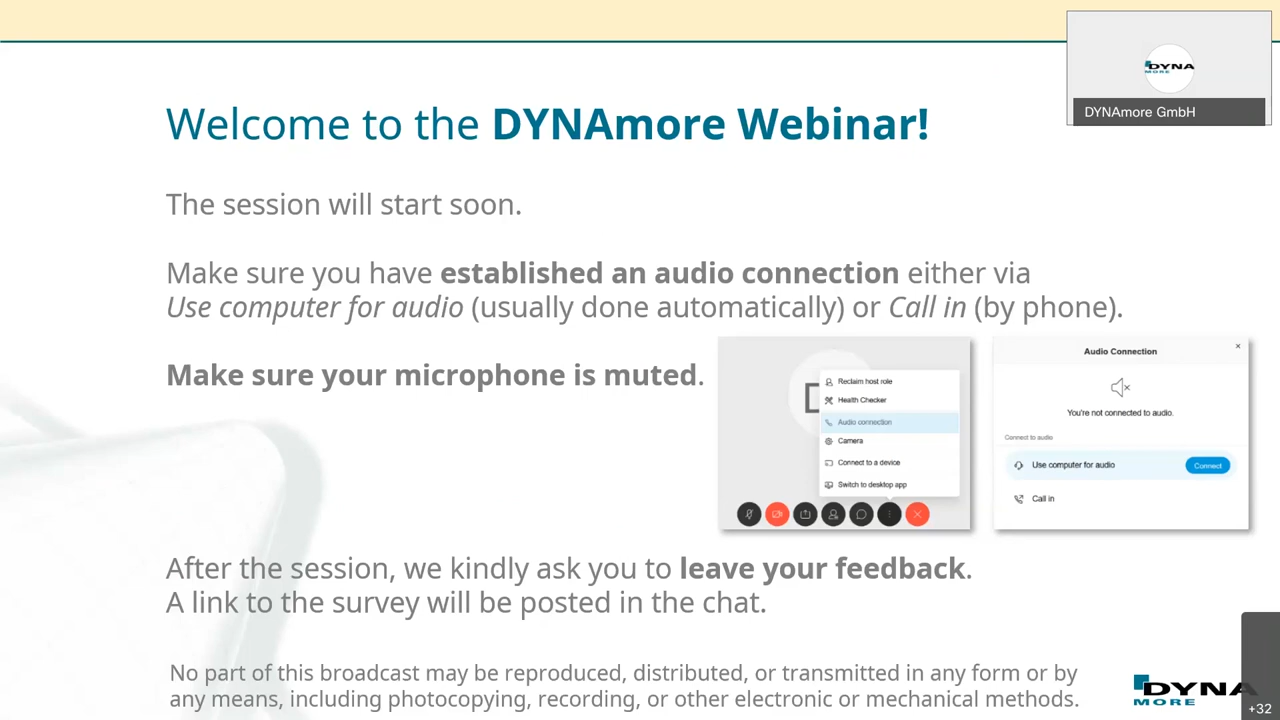 DYNA
MORE
DYNAmore GmbH
Welcome to the DYNAmore Webinar!
The session will start soon.
Make sure you have established an audio connection either via
Use computer for audio (usually done automatically) or Call in (by phone).
Make sure your microphone is muted.
Reclaim host role
Health Checker
Audio connection
Camera
Connect to a device
Switch to desktop app
Audio Connection
You're not connected to audio.
Connect to audio
Use computer for audio
Connect
Call in
After the session, we kindly ask you to leave your feedback.
A link to the survey will be posted in the chat.
No part of this broadcast may be reproduced, distributed, or transmitted in any form or by
any means, including photocopying, recording, or other electronic or mechanical methods.
DYNA
MORE
+32